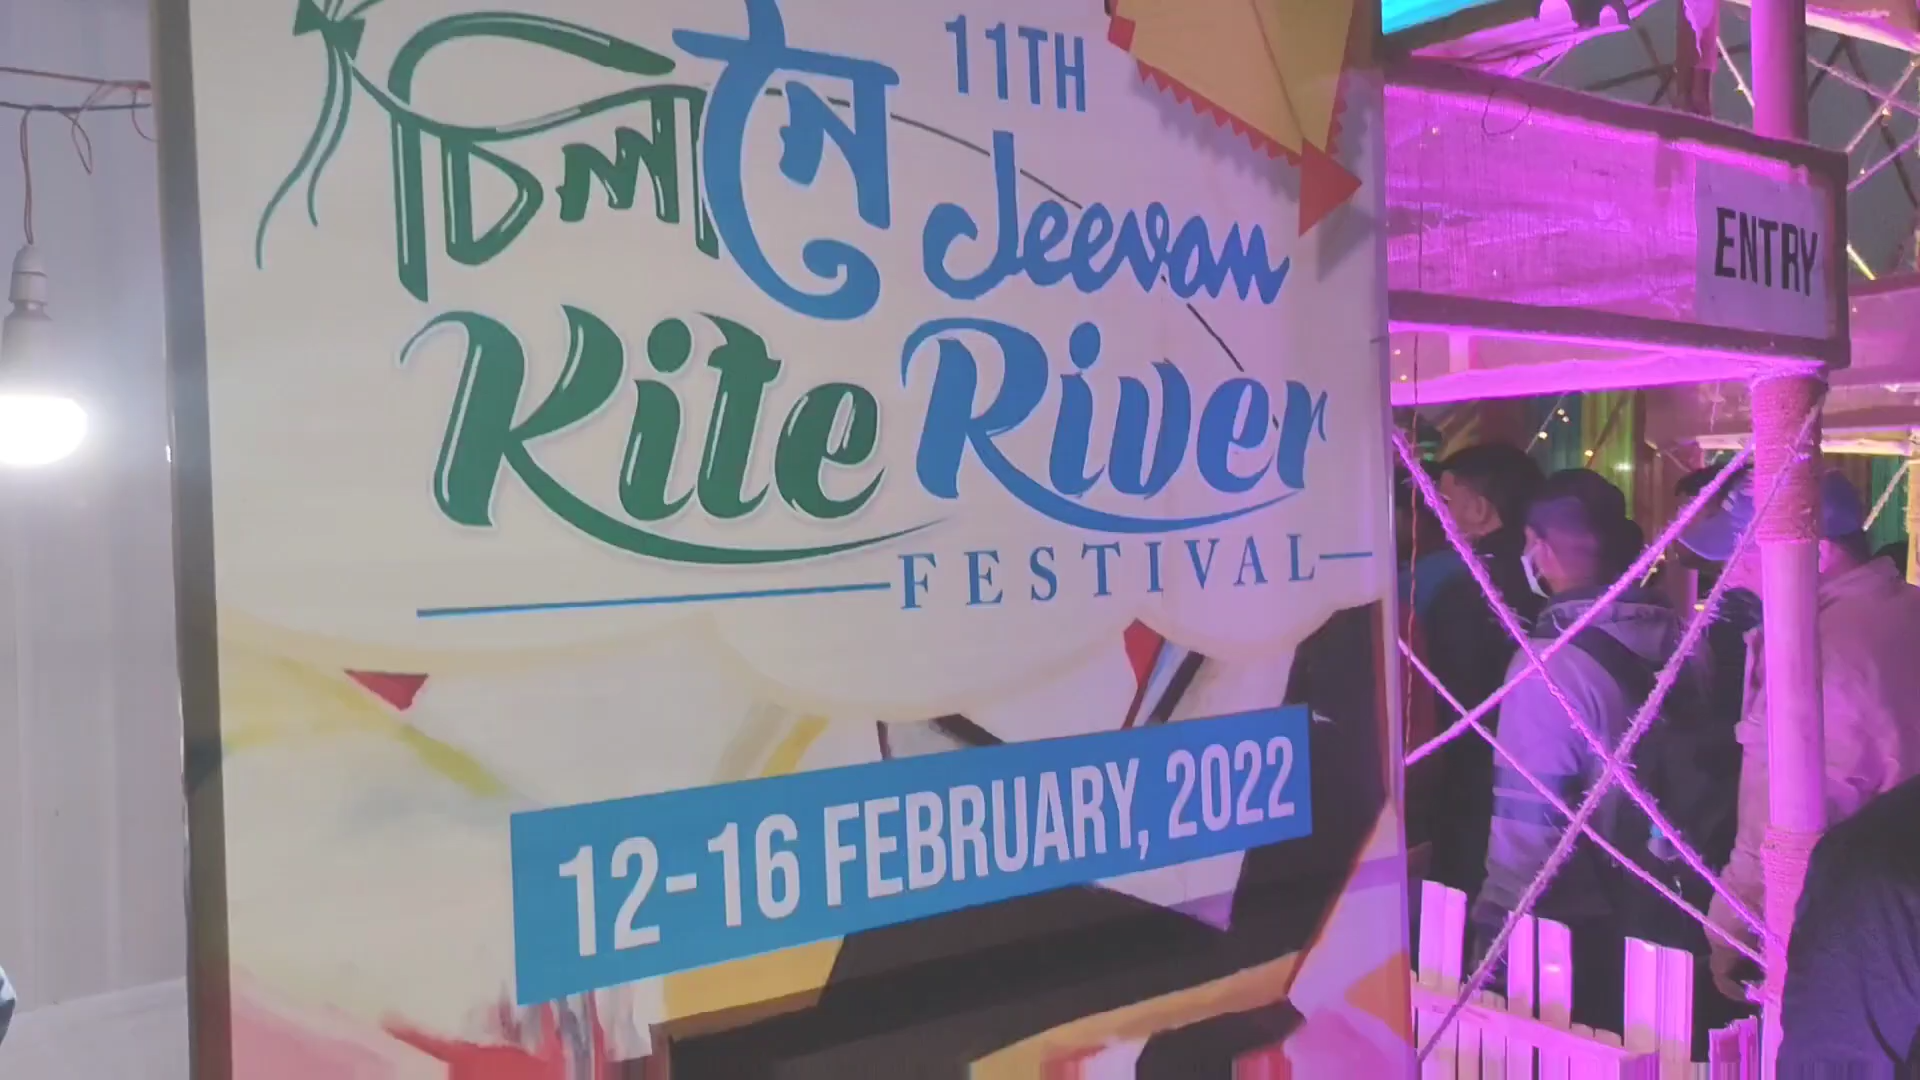 চিলা নৈ
11TH
Jeevan
Kite River
FESTIVAL
12-16 FEBRUARY, 2022
ENTRY